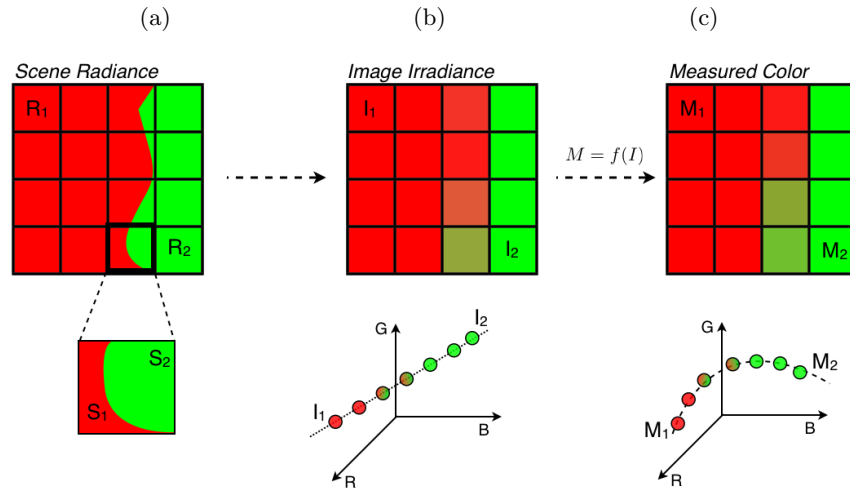 (a) (b) (c)
Scene Radiance Image Irradiance Measured Color
R₁ I₁ M₁
M = f(I)
R₂ I₂ M₂
G I₂ G
S₂ M₂
S₁ I₁ M₁
B B
R R